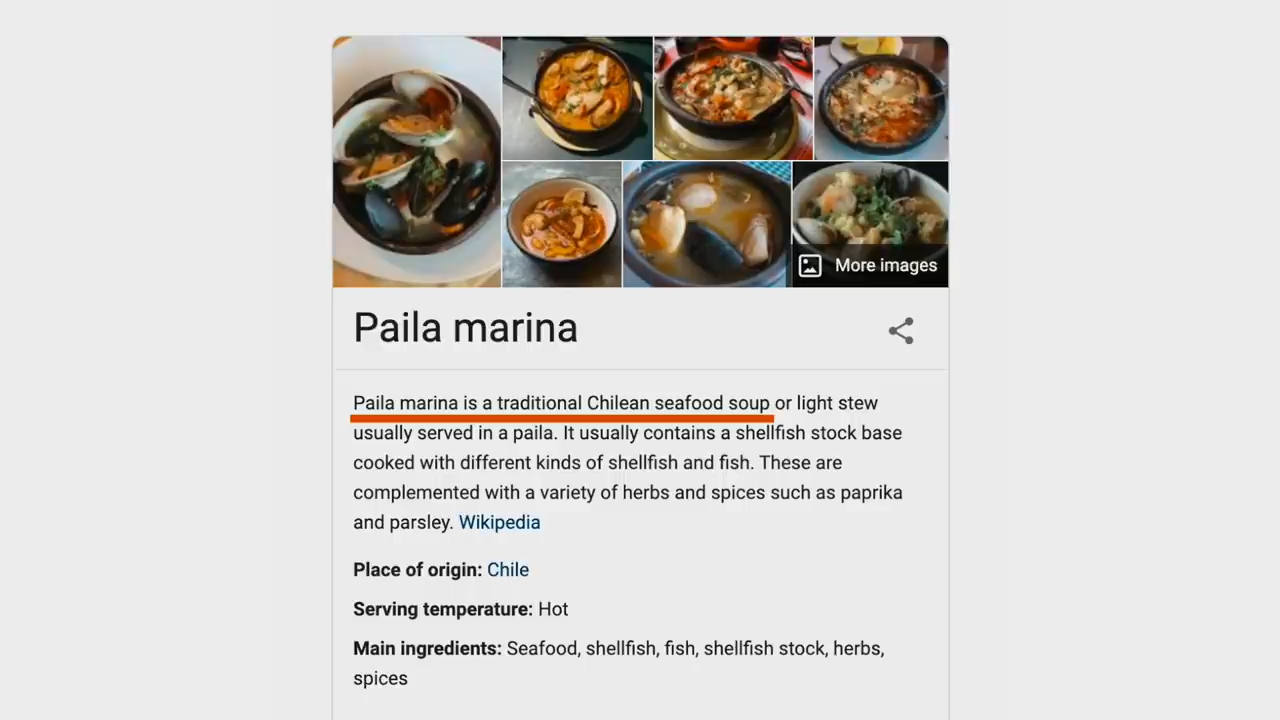 More images
Paila marina
Paila marina is a traditional Chilean seafood soup or light stew
usually served in a paila. It usually contains a shellfish stock base
cooked with different kinds of shellfish and fish. These are
complemented with a variety of herbs and spices such as paprika
and parsley. Wikipedia
Place of origin: Chile
Serving temperature: Hot
Main ingredients: Seafood, shellfish, fish, shellfish stock, herbs,
spices